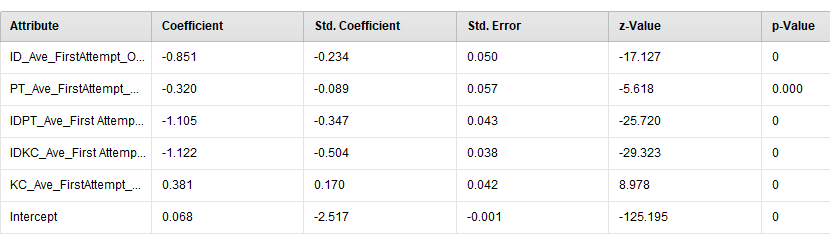 Attribute Coefficient Std. Coefficient Std. Error z-Value p-Value
ID_Ave_FirstAttempt_O... -0.851 -0.234 0.050 -17.127 0
PT_Ave_FirstAttempt_... -0.320 -0.089 0.057 -5.618 0.000
IDPT_Ave_First Attemp... -1.105 -0.347 0.043 -25.720 0
IDKC_Ave_First Attemp... -1.122 -0.504 0.038 -29.323 0
KC_Ave_FirstAttempt_... 0.381 0.170 0.042 8.978 0
Intercept 0.068 -2.517 -0.001 -125.195 0